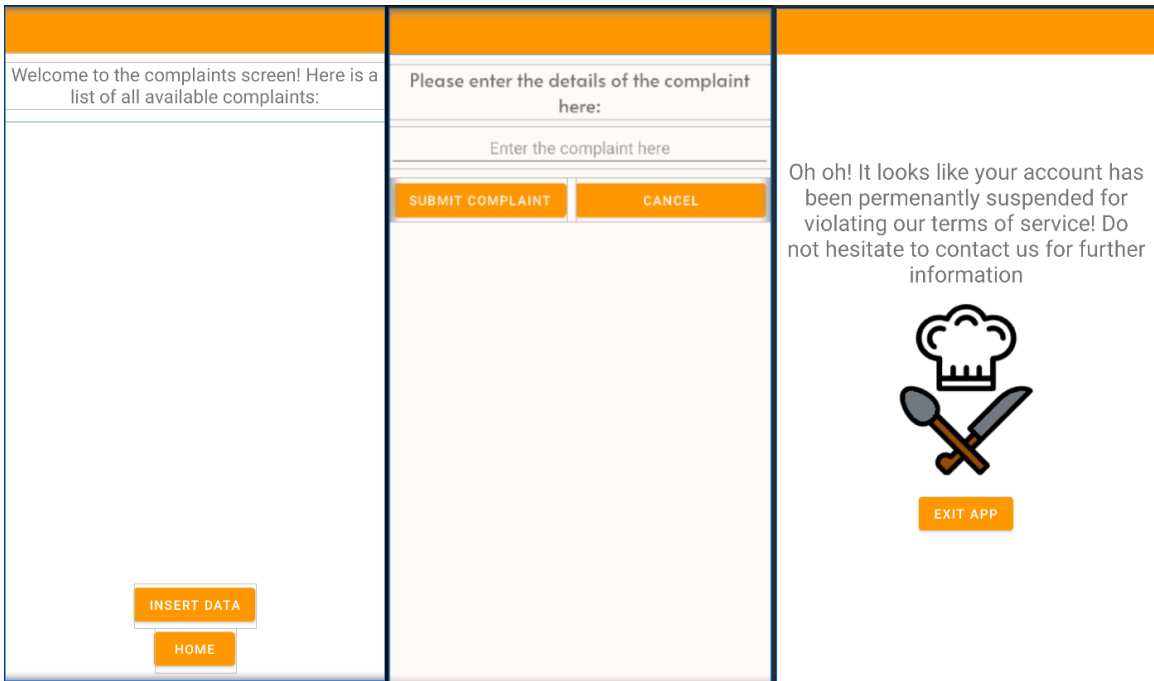 Welcome to the complaints screen! Here is a
list of all available complaints:
INSERT DATA
HOME
Please enter the details of the complaint
here:
Enter the complaint here
SUBMIT COMPLAINT
CANCEL
Oh oh! It looks like your account has
been permenantly suspended for
violating our terms of service! Do
not hesitate to contact us for further
information
EXIT APP